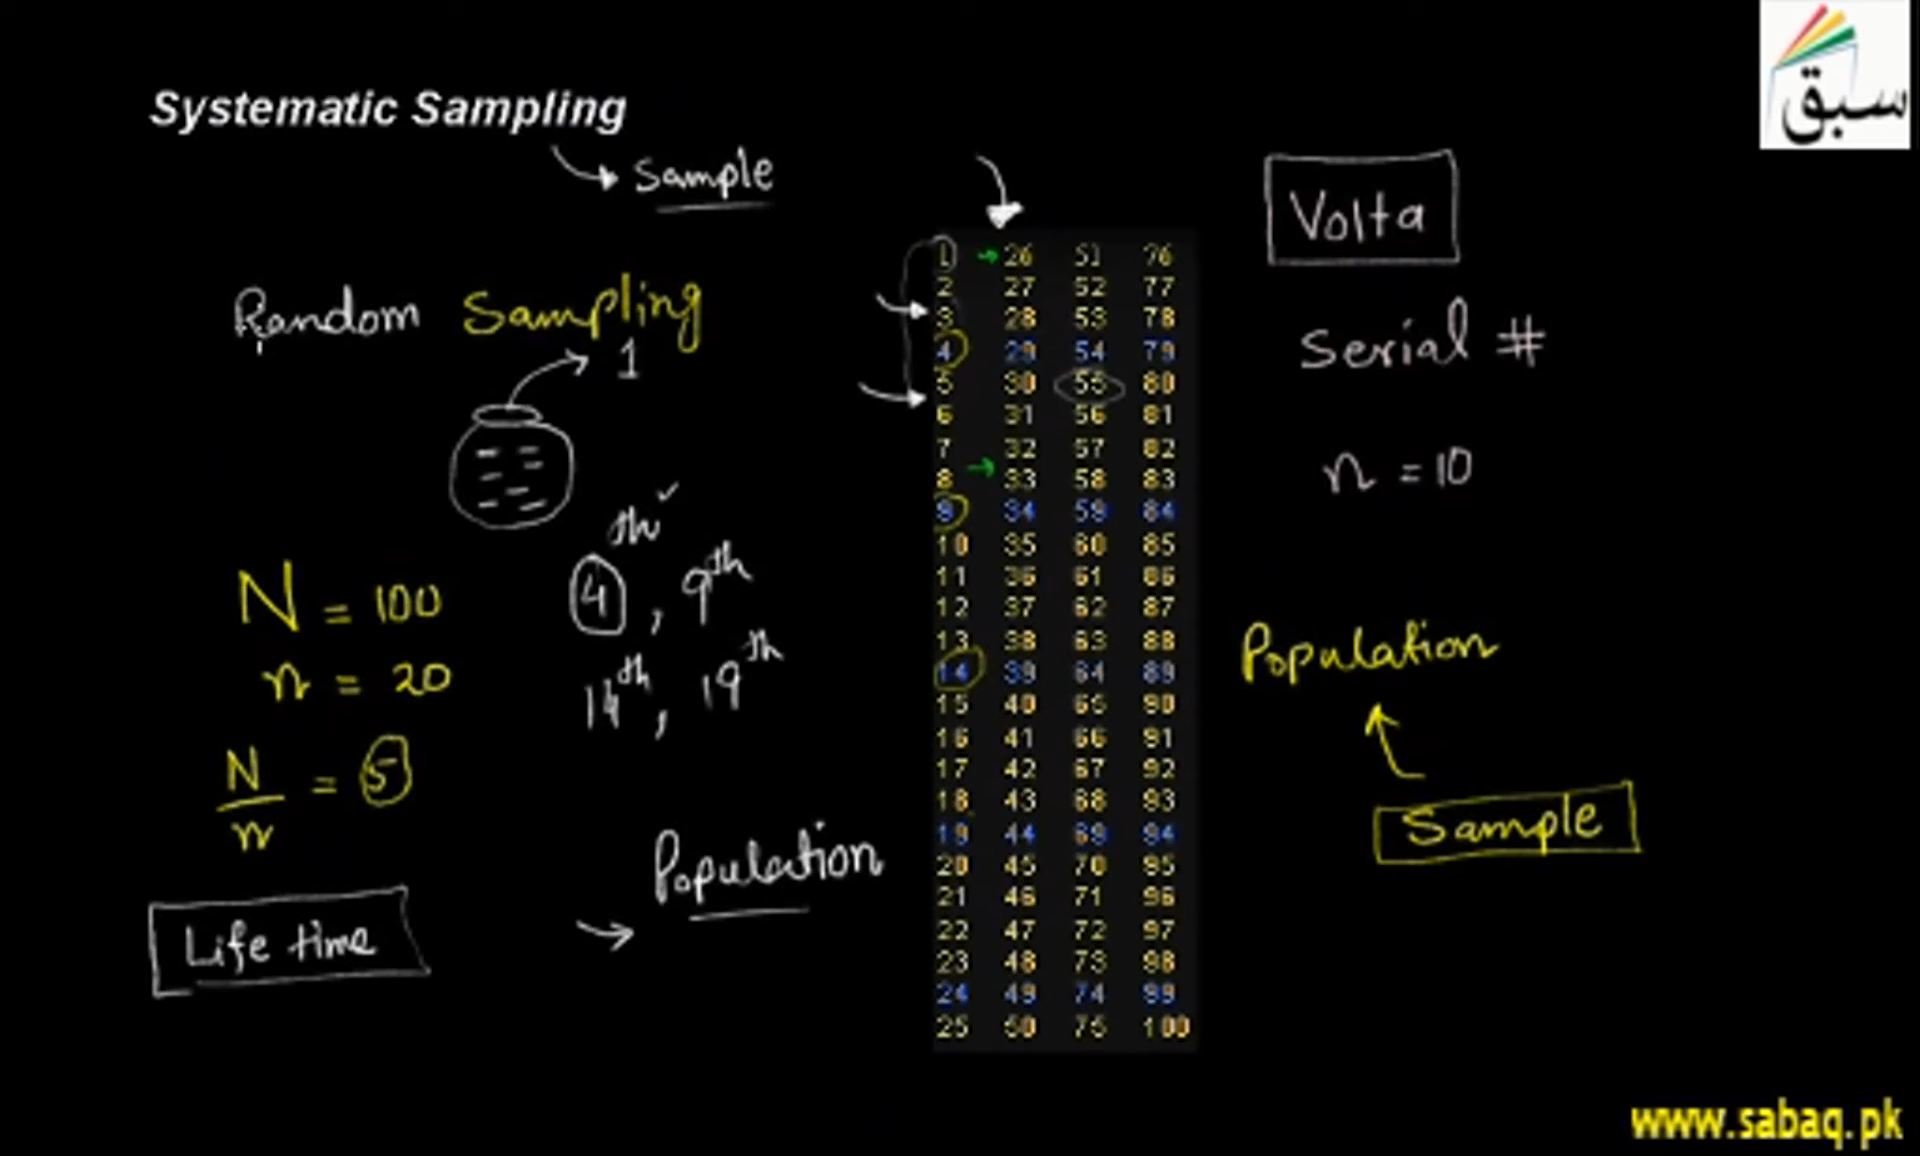 سبق
Systematic Sampling
Sample
Volta
Random Sampling
1
Serial #
n = 10
th
4, 9th
14th, 19th
N = 100
n = 20
N/n = 5
Population
Life time
Population
Sample
1 26 51 76
2 27 52 77
3 28 53 78
4 29 54 79
5 30 55 80
6 31 56 81
7 32 57 82
8 33 58 83
9 34 59 84
10 35 60 85
11 36 61 86
12 37 62 87
13 38 63 88
14 39 64 89
15 40 65 90
16 41 66 91
17 42 67 92
18 43 68 93
19 44 69 94
20 45 70 95
21 46 71 96
22 47 72 97
23 48 73 98
24 49 74 99
25 50 75 100
www.sabaq.pk